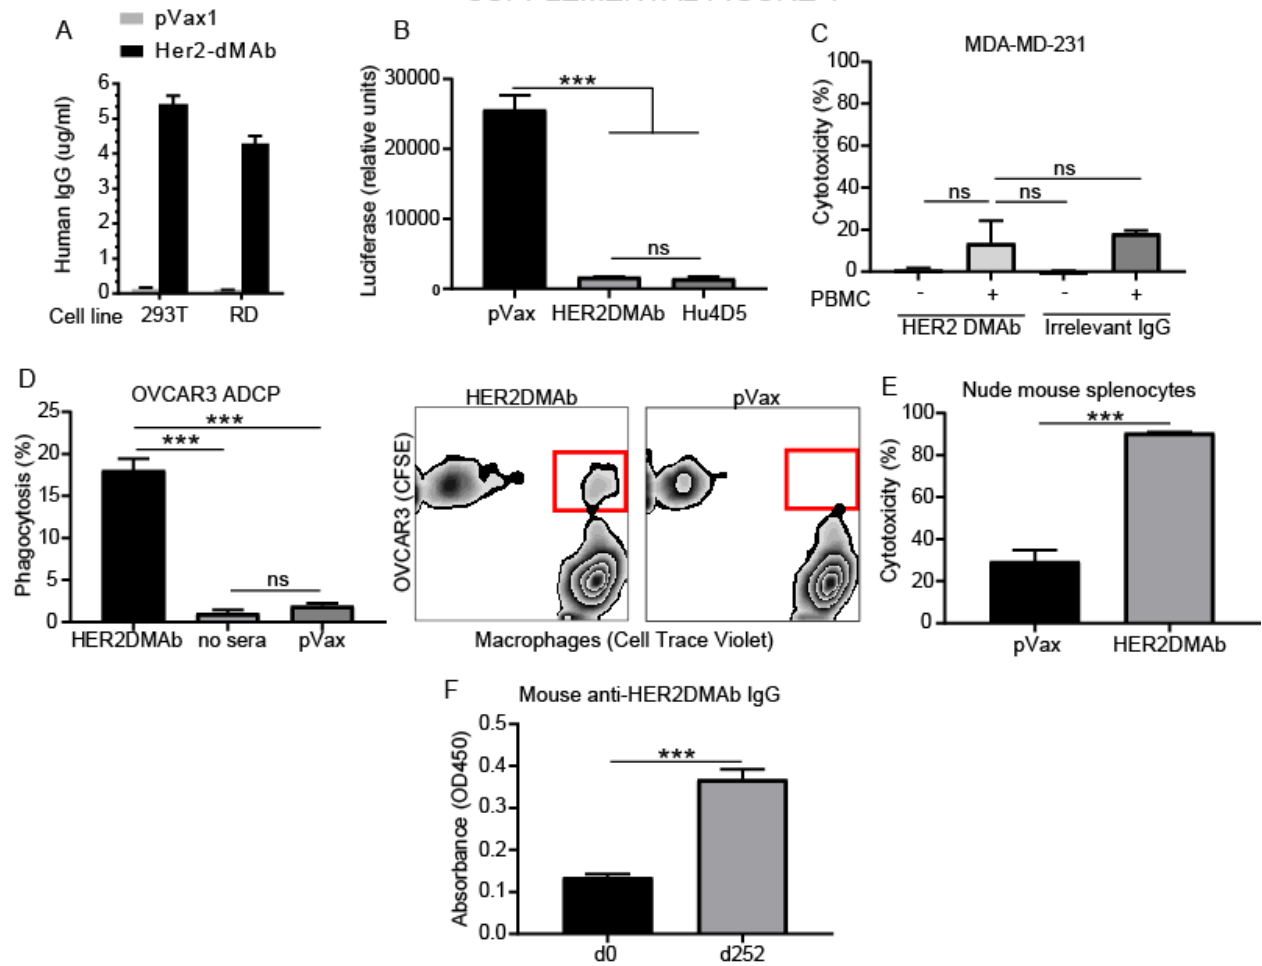 A
pVax1
Her2-dMAb
Human IgG (ug/ml)
6
5
4
3
2
1
0
Cell line 293T RD
B
Luciferase (relative units)
30000
20000
10000
0
***
ns
pVax HER2DMAb Hu4D5
C
MDA-MD-231
Cytotoxicity (%)
100
80
60
40
20
0
ns
ns ns
PBMC - + - +
HER2 DMAb Irrelevant IgG
D
OVCAR3 ADCP
Phagocytosis (%)
25
20
15
10
5
0
***
***
ns
HER2DMAb no sera pVax
HER2DMAb pVax
OVCAR3 (CFSE)
Macrophages (Cell Trace Violet)
E
Nude mouse splenocytes
Cytotoxicity (%)
100
80
60
40
20
0
***
pVax HER2DMAb
F
Mouse anti-HER2DMAb IgG
Absorbance (OD450)
0.5
0.4
0.3
0.2
0.1
0.0
***
d0 d252